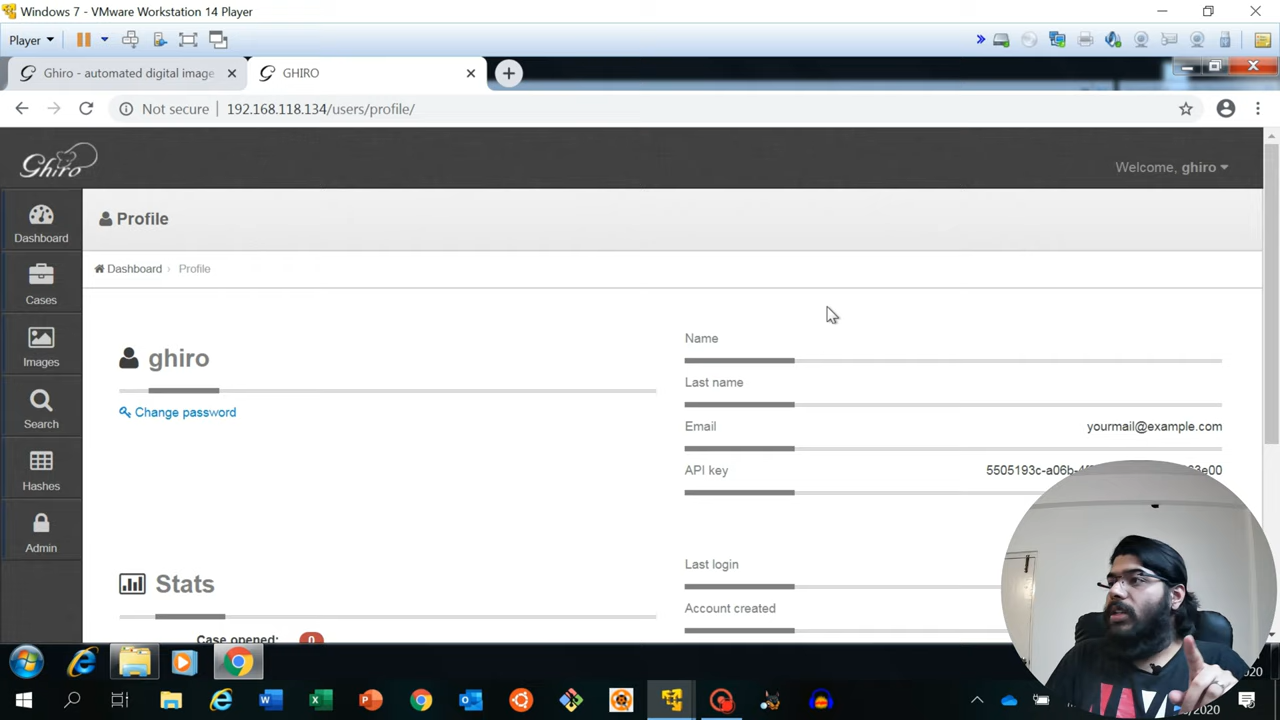 Windows 7 - VMware Workstation 14 Player
Player
Ghiro - automated digital image
GHIRO
Not secure
192.168.118.134/users/profile/
Ghiro
Welcome, ghiro
Dashboard
Profile
Dashboard
Profile
Cases
Name
ghiro
Images
Last name
Change password
Search
Email
yourmail@example.com
API key
5505193c-a06b-
Hashes
Admin
Last login
Stats
Account created
Case opened:
0